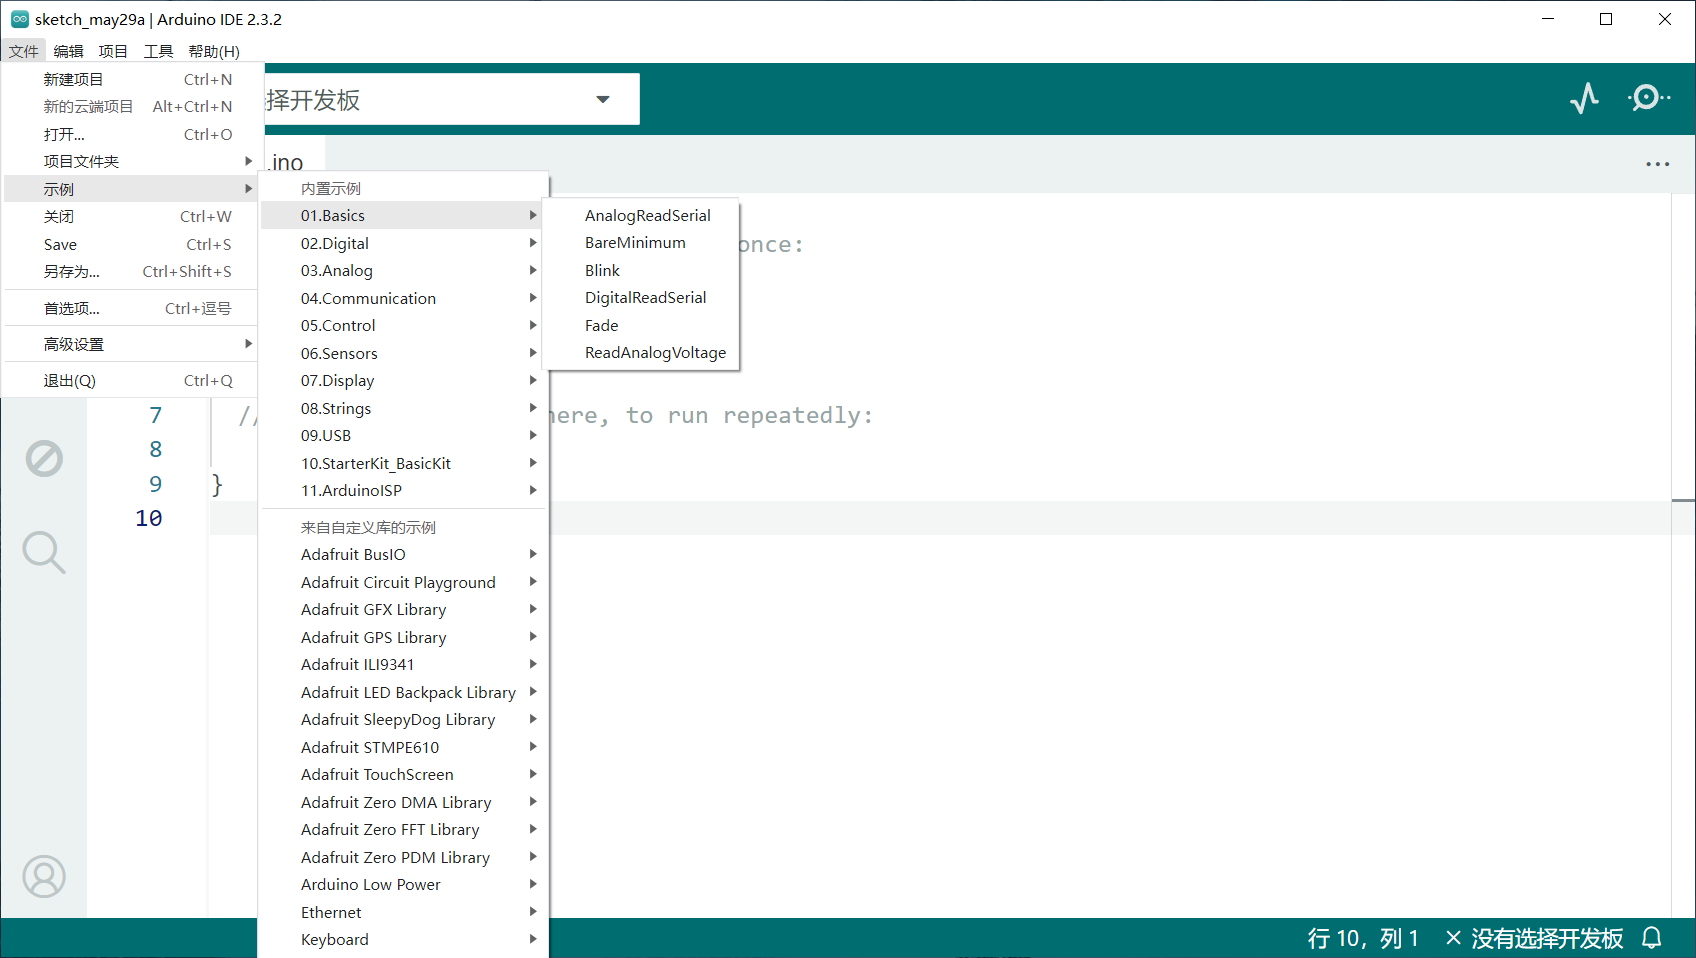 sketch_may29a | Arduino IDE 2.3.2
文件 编辑 项目 工具 帮助(H)
新建项目 Ctrl+N
新的云端项目 Alt+Ctrl+N
打开... Ctrl+O
项目文件夹
示例
关闭 Ctrl+W
Save Ctrl+S
另存为... Ctrl+Shift+S
首选项... Ctrl+逗号
高级设置
退出(Q) Ctrl+Q
择开发板
.ino
内置示例
01.Basics
02.Digital
03.Analog
04.Communication
05.Control
06.Sensors
07.Display
08.Strings
09.USB
10.StarterKit_BasicKit
11.ArduinoISP
来自自定义库的示例
Adafruit BusIO
Adafruit Circuit Playground
Adafruit GFX Library
Adafruit GPS Library
Adafruit ILI9341
Adafruit LED Backpack Library
Adafruit SleepyDog Library
Adafruit STMPE610
Adafruit TouchScreen
Adafruit Zero DMA Library
Adafruit Zero FFT Library
Adafruit Zero PDM Library
Arduino Low Power
Ethernet
Keyboard
AnalogReadSerial
BareMinimum
Blink
DigitalReadSerial
Fade
ReadAnalogVoltage
once:
7 // here, to run repeatedly:
8
9 }
10
行 10，列 1 没有选择开发板